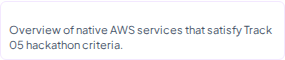 Overview of native AWS services that satisfy Track
05 hackathon criteria.